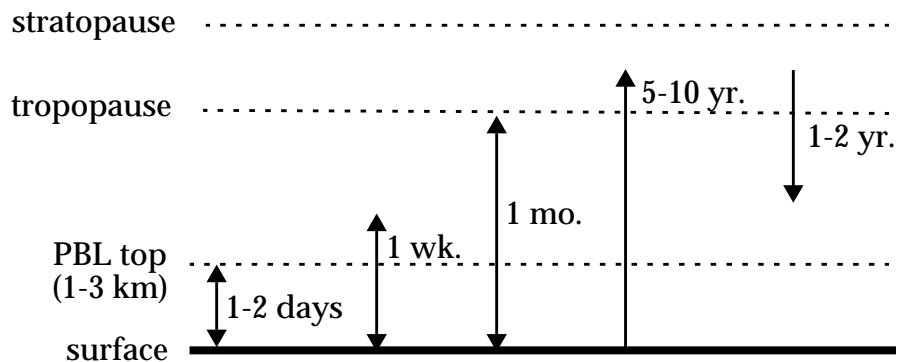 stratopause
tropopause
5-10 yr.
1-2 yr.
1 mo.
PBL top
(1-3 km)
1 wk.
1-2 days
surface